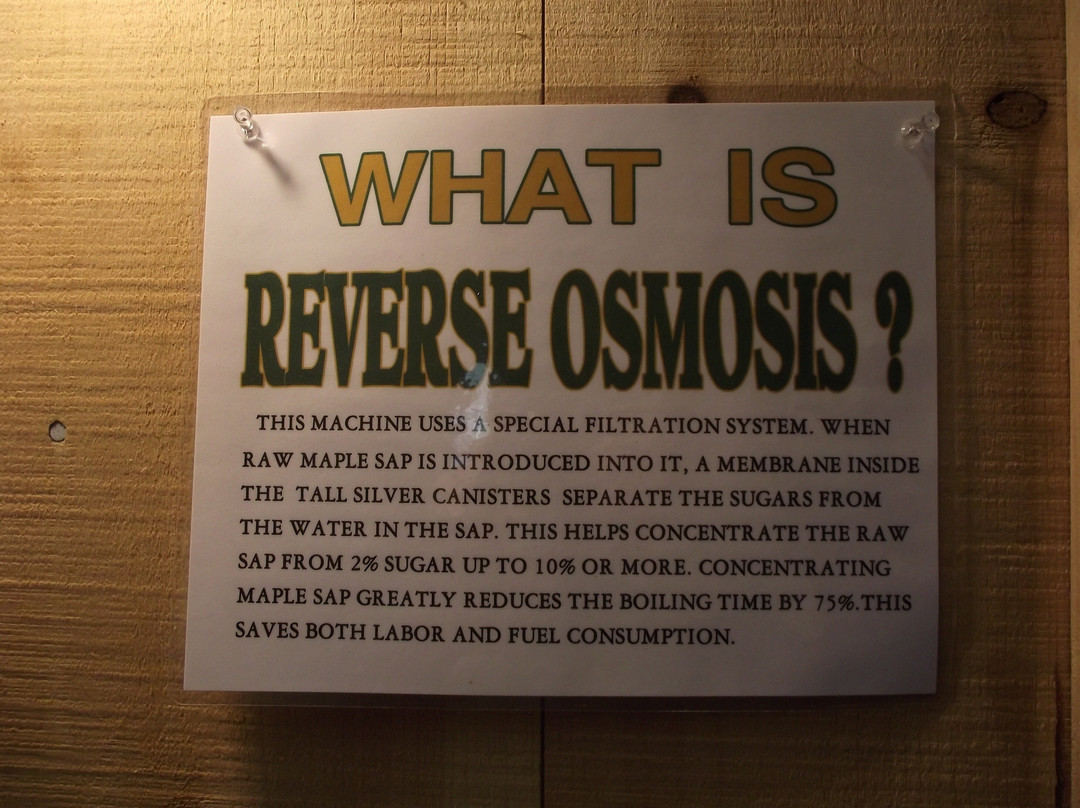 WHAT IS
REVERSE OSMOSIS ?
THIS MACHINE USES A SPECIAL FILTRATION SYSTEM. WHEN
RAW MAPLE SAP IS INTRODUCED INTO IT, A MEMBRANE INSIDE
THE TALL SILVER CANISTERS SEPARATE THE SUGARS FROM
THE WATER IN THE SAP. THIS HELPS CONCENTRATE THE RAW
SAP FROM 2% SUGAR UP TO 10% OR MORE. CONCENTRATING
MAPLE SAP GREATLY REDUCES THE BOILING TIME BY 75%.THIS
SAVES BOTH LABOR AND FUEL CONSUMPTION.